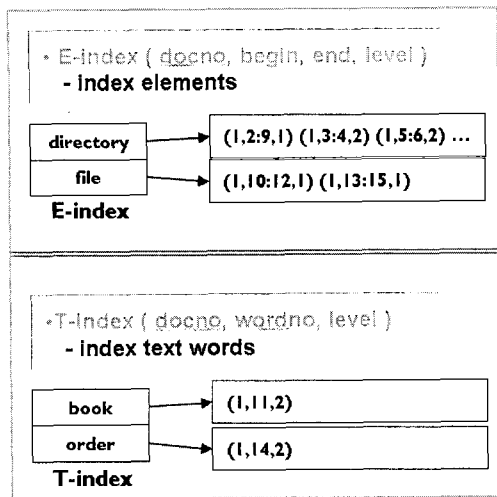 • E-Index ( docno, begin, end, level )
- index elements
directory
(1,2:9,1) (1,3:4,2) (1,5:6,2) ...
file
(1,10:12,1) (1,13:15,1)
E-index
•T-Index ( docno, wordno, level )
- index text words
book
(1,11,2)
order
(1,14,2)
T-index